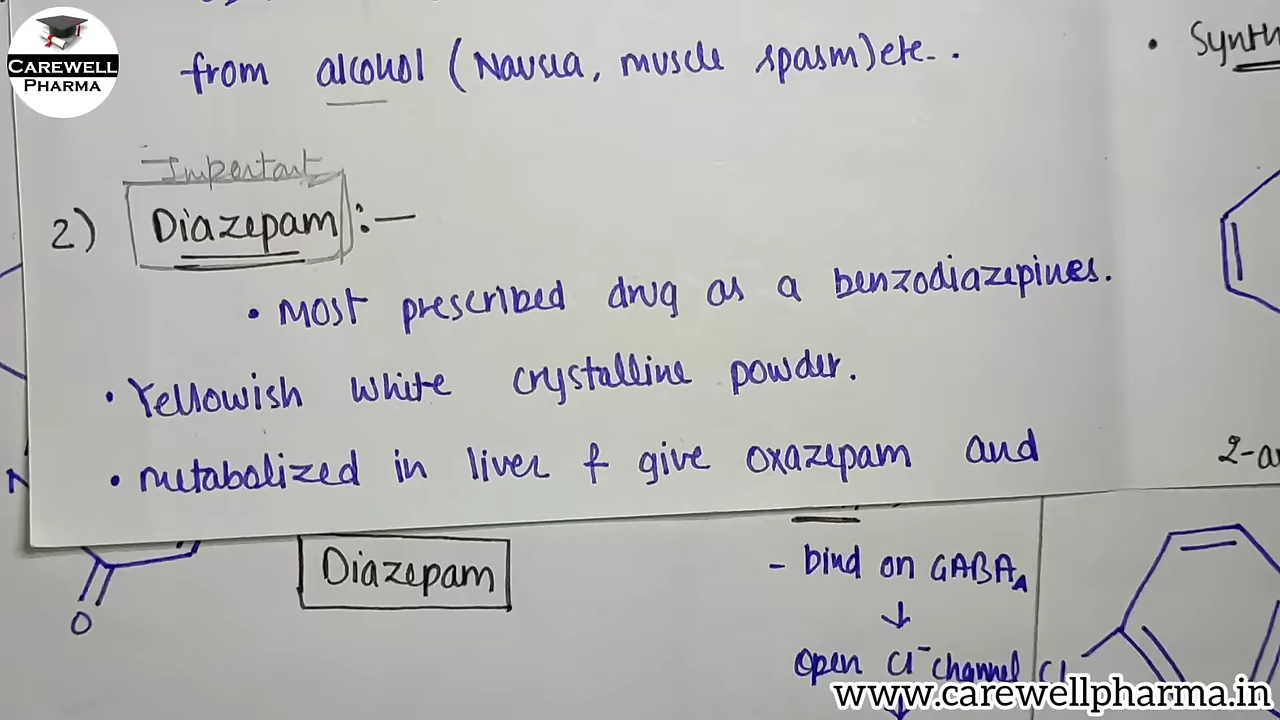 CAREWELL
PHARMA
from alcohol (Nausea, muscle spasm) etc.
Important
2) Diazepam :-
• Most prescribed drug as a benzodiazepines.
• Yellowish white crystalline powder.
• metabolized in liver & give oxazepam and
Diazepam
O
- bind on GABAA
↓
open Cl⁻ channel
↓
Cl
N
• Synth
2-a
www.carewellpharma.in